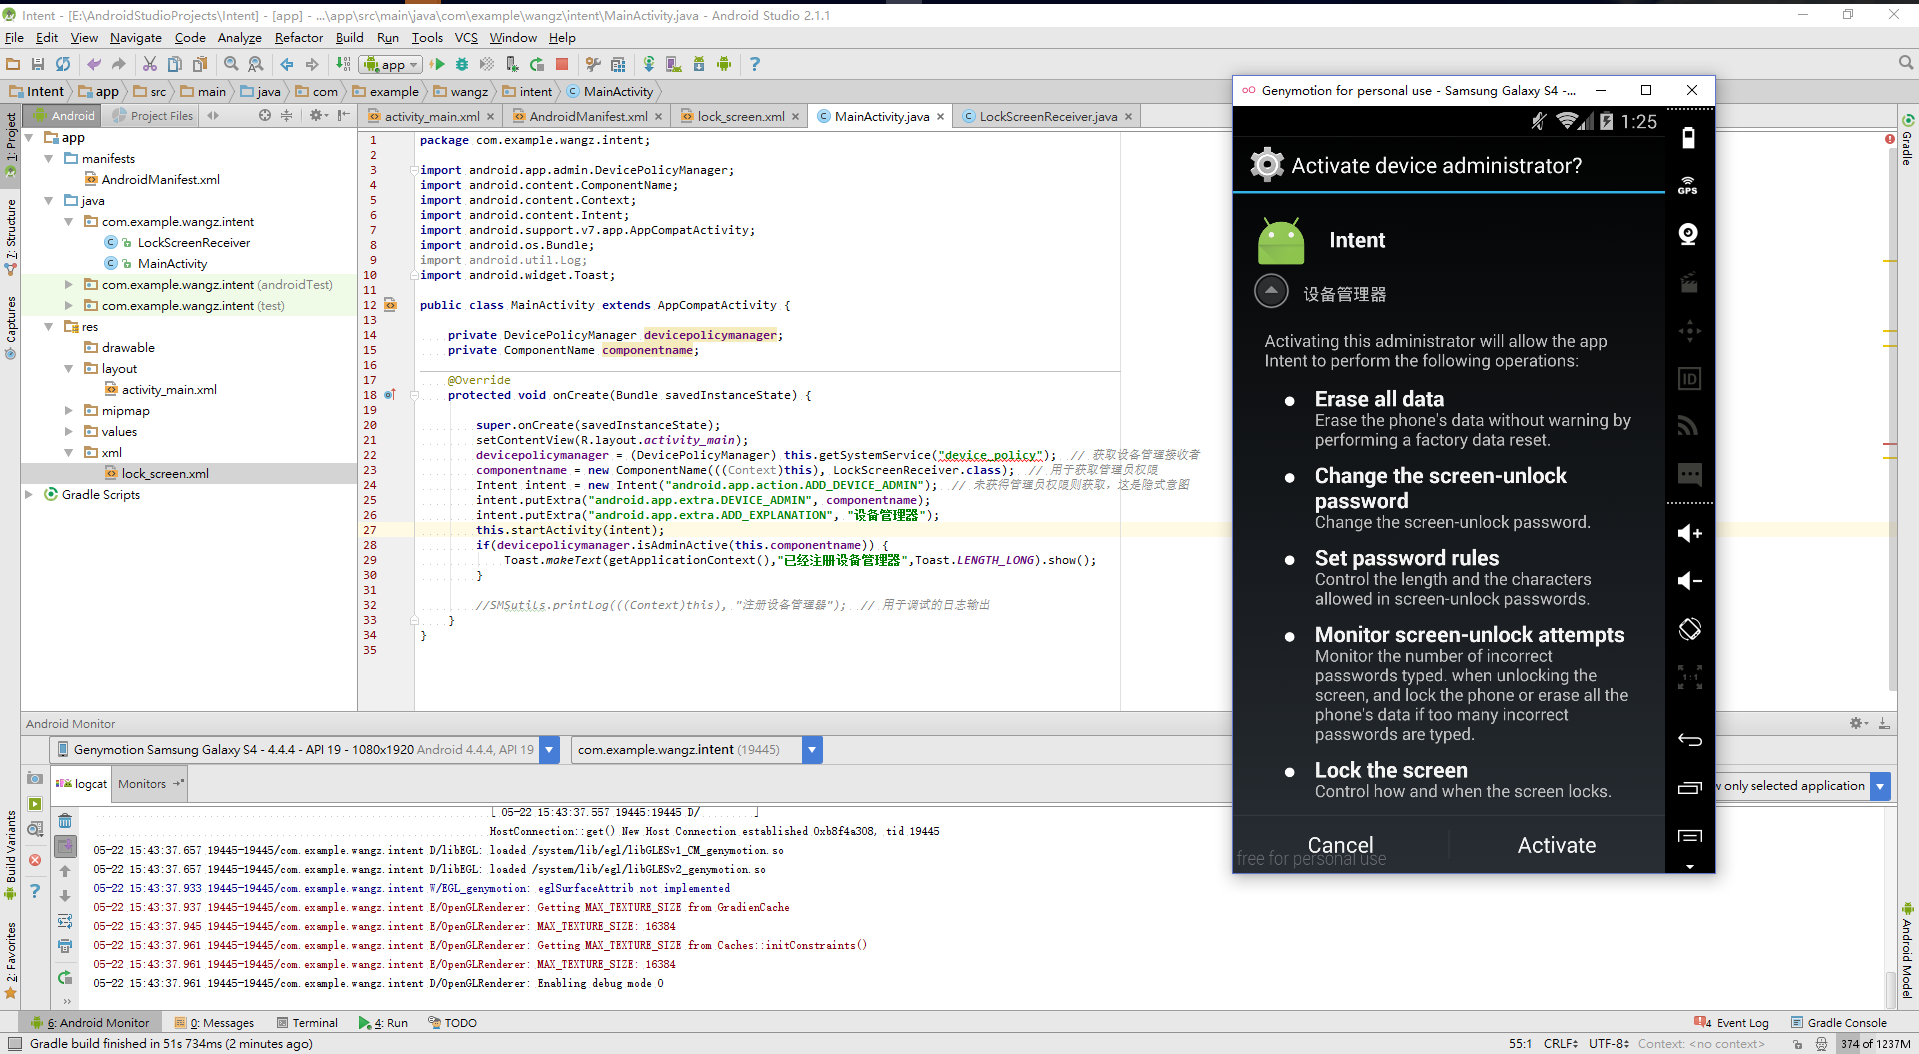 Intent - [E:\AndroidStudioProjects\Intent] - [app] - ...\app\src\main\java\com\example\wangz\intent\MainActivity.java - Android Studio 2.1.1
File Edit View Navigate Code Analyze Refactor Build Run Tools VCS Window Help
app
Intent app src main java com example wangz intent MainActivity
Android Project Files
activity_main.xml AndroidManifest.xml lock_screen.xml MainActivity.java LockScreenReceiver.java
1: Project
7: Structure
Captures
Build Variants
2: Favorites
app
manifests
AndroidManifest.xml
java
com.example.wangz.intent
LockScreenReceiver
MainActivity
com.example.wangz.intent (androidTest)
com.example.wangz.intent (test)
res
drawable
layout
activity_main.xml
mipmap
values
xml
lock_screen.xml
Gradle Scripts
1 package com.example.wangz.intent;
2
3 import android.app.admin.DevicePolicyManager;
4 import android.content.ComponentName;
5 import android.content.Context;
6 import android.content.Intent;
7 import android.support.v7.app.AppCompatActivity;
8 import android.os.Bundle;
9 import android.util.Log;
10 import android.widget.Toast;
11
12 public class MainActivity extends AppCompatActivity {
13
14 private DevicePolicyManager devicepolicymanager;
15 private ComponentName componentname;
16
17 @Override
18 protected void onCreate(Bundle savedInstanceState) {
19
20 super.onCreate(savedInstanceState);
21 setContentView(R.layout.activity_main);
22 devicepolicymanager = (DevicePolicyManager) this.getSystemService("device_policy"); // 获取设备管理接收者
23 componentname = new ComponentName(((Context)this), LockScreenReceiver.class); // 用于获取管理员权限
24 Intent intent = new Intent("android.app.action.ADD_DEVICE_ADMIN"); // 未获得管理员权限则获取，这是隐式意图
25 intent.putExtra("android.app.extra.DEVICE_ADMIN", componentname);
26 intent.putExtra("android.app.extra.ADD_EXPLANATION", "设备管理器");
27 this.startActivity(intent);
28 if(devicepolicymanager.isAdminActive(this.componentname)) {
29 Toast.makeText(getApplicationContext(),"已经注册设备管理器",Toast.LENGTH_LONG).show();
30 }
31
32 //SMSutils.printLog(((Context)this), "注册设备管理器"); // 用于调试的日志输出
33 }
34 }
35
Genymotion for personal use - Samsung Galaxy S4 -...
1:25
Activate device administrator?
Intent
设备管理器
Activating this administrator will allow the app
Intent to perform the following operations:
Erase all data
Erase the phone's data without warning by
performing a factory data reset.
Change the screen-unlock
password
Change the screen-unlock password.
Set password rules
Control the length and the characters
allowed in screen-unlock passwords.
Monitor screen-unlock attempts
Monitor the number of incorrect
passwords typed. when unlocking the
screen, and lock the phone or erase all the
phone's data if too many incorrect
passwords are typed.
Lock the screen
Control how and when the screen locks.
Cancel Activate
free for personal use
GPS
ID
1:1
Gradle
Android Model
Android Monitor
Genymotion Samsung Galaxy S4 - 4.4.4 - API 19 - 1080x1920 Android 4.4.4, API 19
com.example.wangz.intent (19445)
logcat Monitors
only selected application
[ 05-22 15:43:37.557 19445:19445 D/ ]
HostConnection::get() New Host Connection established 0xb8f4a308, tid 19445
05-22 15:43:37.657 19445-19445/com.example.wangz.intent D/libEGL: loaded /system/lib/egl/libGLESv1_CM_genymotion.so
05-22 15:43:37.657 19445-19445/com.example.wangz.intent D/libEGL: loaded /system/lib/egl/libGLESv2_genymotion.so
05-22 15:43:37.933 19445-19445/com.example.wangz.intent W/EGL_genymotion: eglSurfaceAttrib not implemented
05-22 15:43:37.937 19445-19445/com.example.wangz.intent E/OpenGLRenderer: Getting MAX_TEXTURE_SIZE from GradienCache
05-22 15:43:37.945 19445-19445/com.example.wangz.intent E/OpenGLRenderer: MAX_TEXTURE_SIZE: 16384
05-22 15:43:37.961 19445-19445/com.example.wangz.intent E/OpenGLRenderer: Getting MAX_TEXTURE_SIZE from Caches::initConstraints()
05-22 15:43:37.961 19445-19445/com.example.wangz.intent E/OpenGLRenderer: MAX_TEXTURE_SIZE: 16384
05-22 15:43:37.961 19445-19445/com.example.wangz.intent D/OpenGLRenderer: Enabling debug mode 0
6: Android Monitor 0: Messages Terminal 4: Run TODO
4 Event Log Gradle Console
Gradle build finished in 51s 734ms (2 minutes ago)
55:1 CRLF UTF-8 Context: <no context> 374 of 1237M